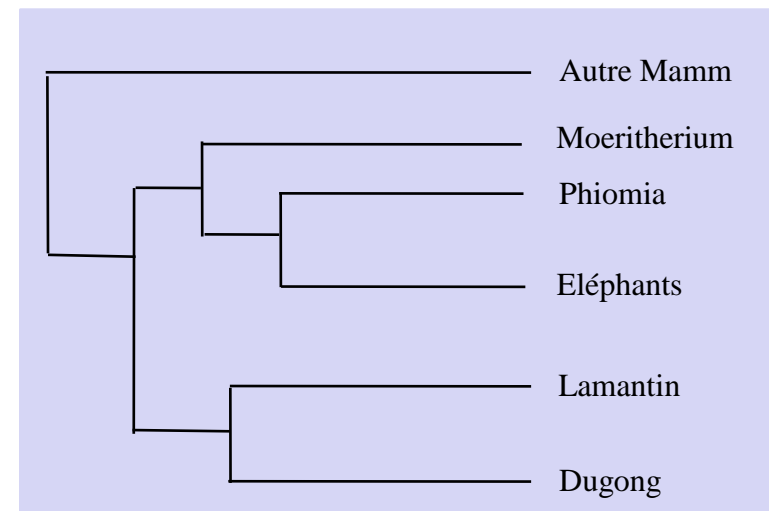 Autre Mamm
Moeritherium
Phiomia
Eléphants
Lamantin
Dugong